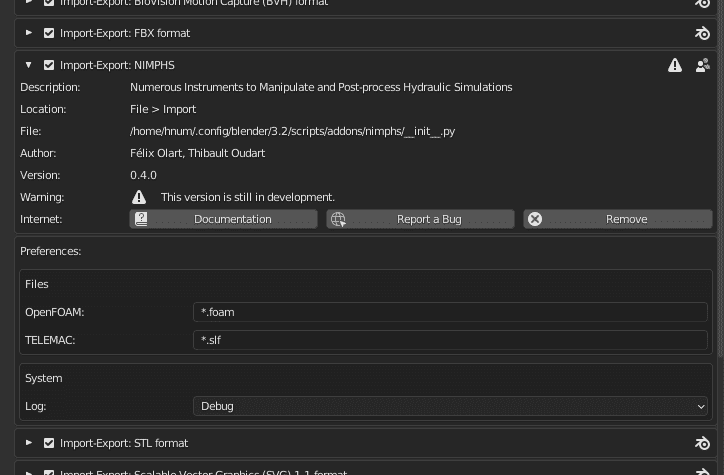 Import-Export: BioVision Motion Capture (BVH) format
Import-Export: FBX format
Import-Export: NIMPHS
Description: Numerous Instruments to Manipulate and Post-process Hydraulic Simulations
Location: File > Import
File: /home/hnum/.config/blender/3.2/scripts/addons/nimphs/__init__.py
Author: Félix Olart, Thibault Oudart
Version: 0.4.0
Warning: This version is still in development.
Internet: Documentation Report a Bug Remove
Preferences:
Files
OpenFOAM: *.foam
TELEMAC: *.slf
System
Log: Debug
Import-Export: STL format
Import-Export: Scalable Vector Graphics (SVG) 1.1 format